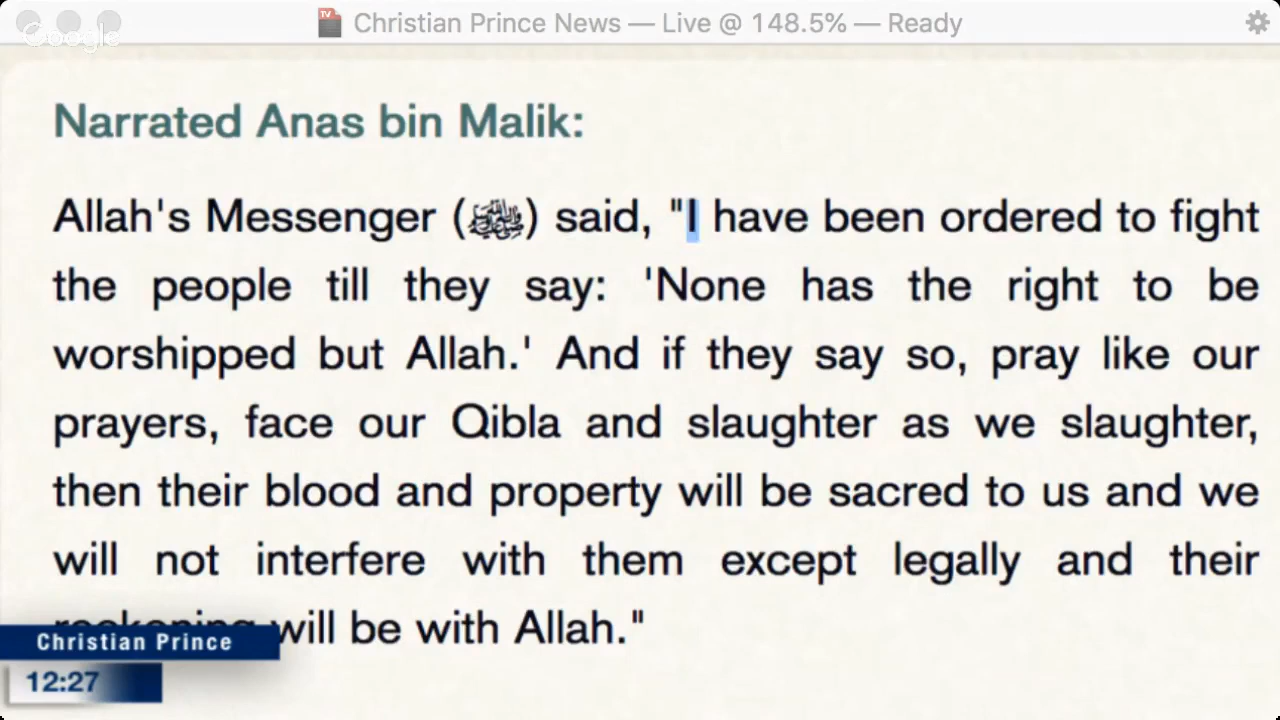 Christian Prince News — Live @ 148.5% — Ready
Google
Narrated Anas bin Malik:
Allah's Messenger (ﷺ) said, "I have been ordered to fight
the people till they say: 'None has the right to be
worshipped but Allah.' And if they say so, pray like our
prayers, face our Qibla and slaughter as we slaughter,
then their blood and property will be sacred to us and we
will not interfere with them except legally and their
reckoning will be with Allah."
Christian Prince
12:27